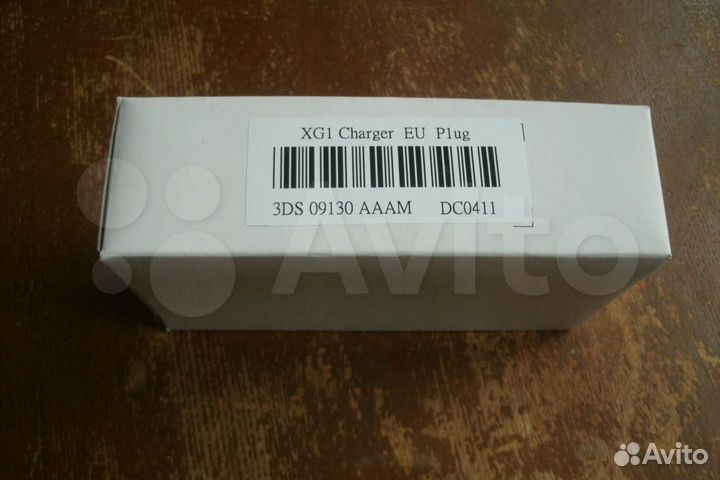 XG1 Charger EU Plug
3DS 09130 AAAM DC0411
Avito
Avito